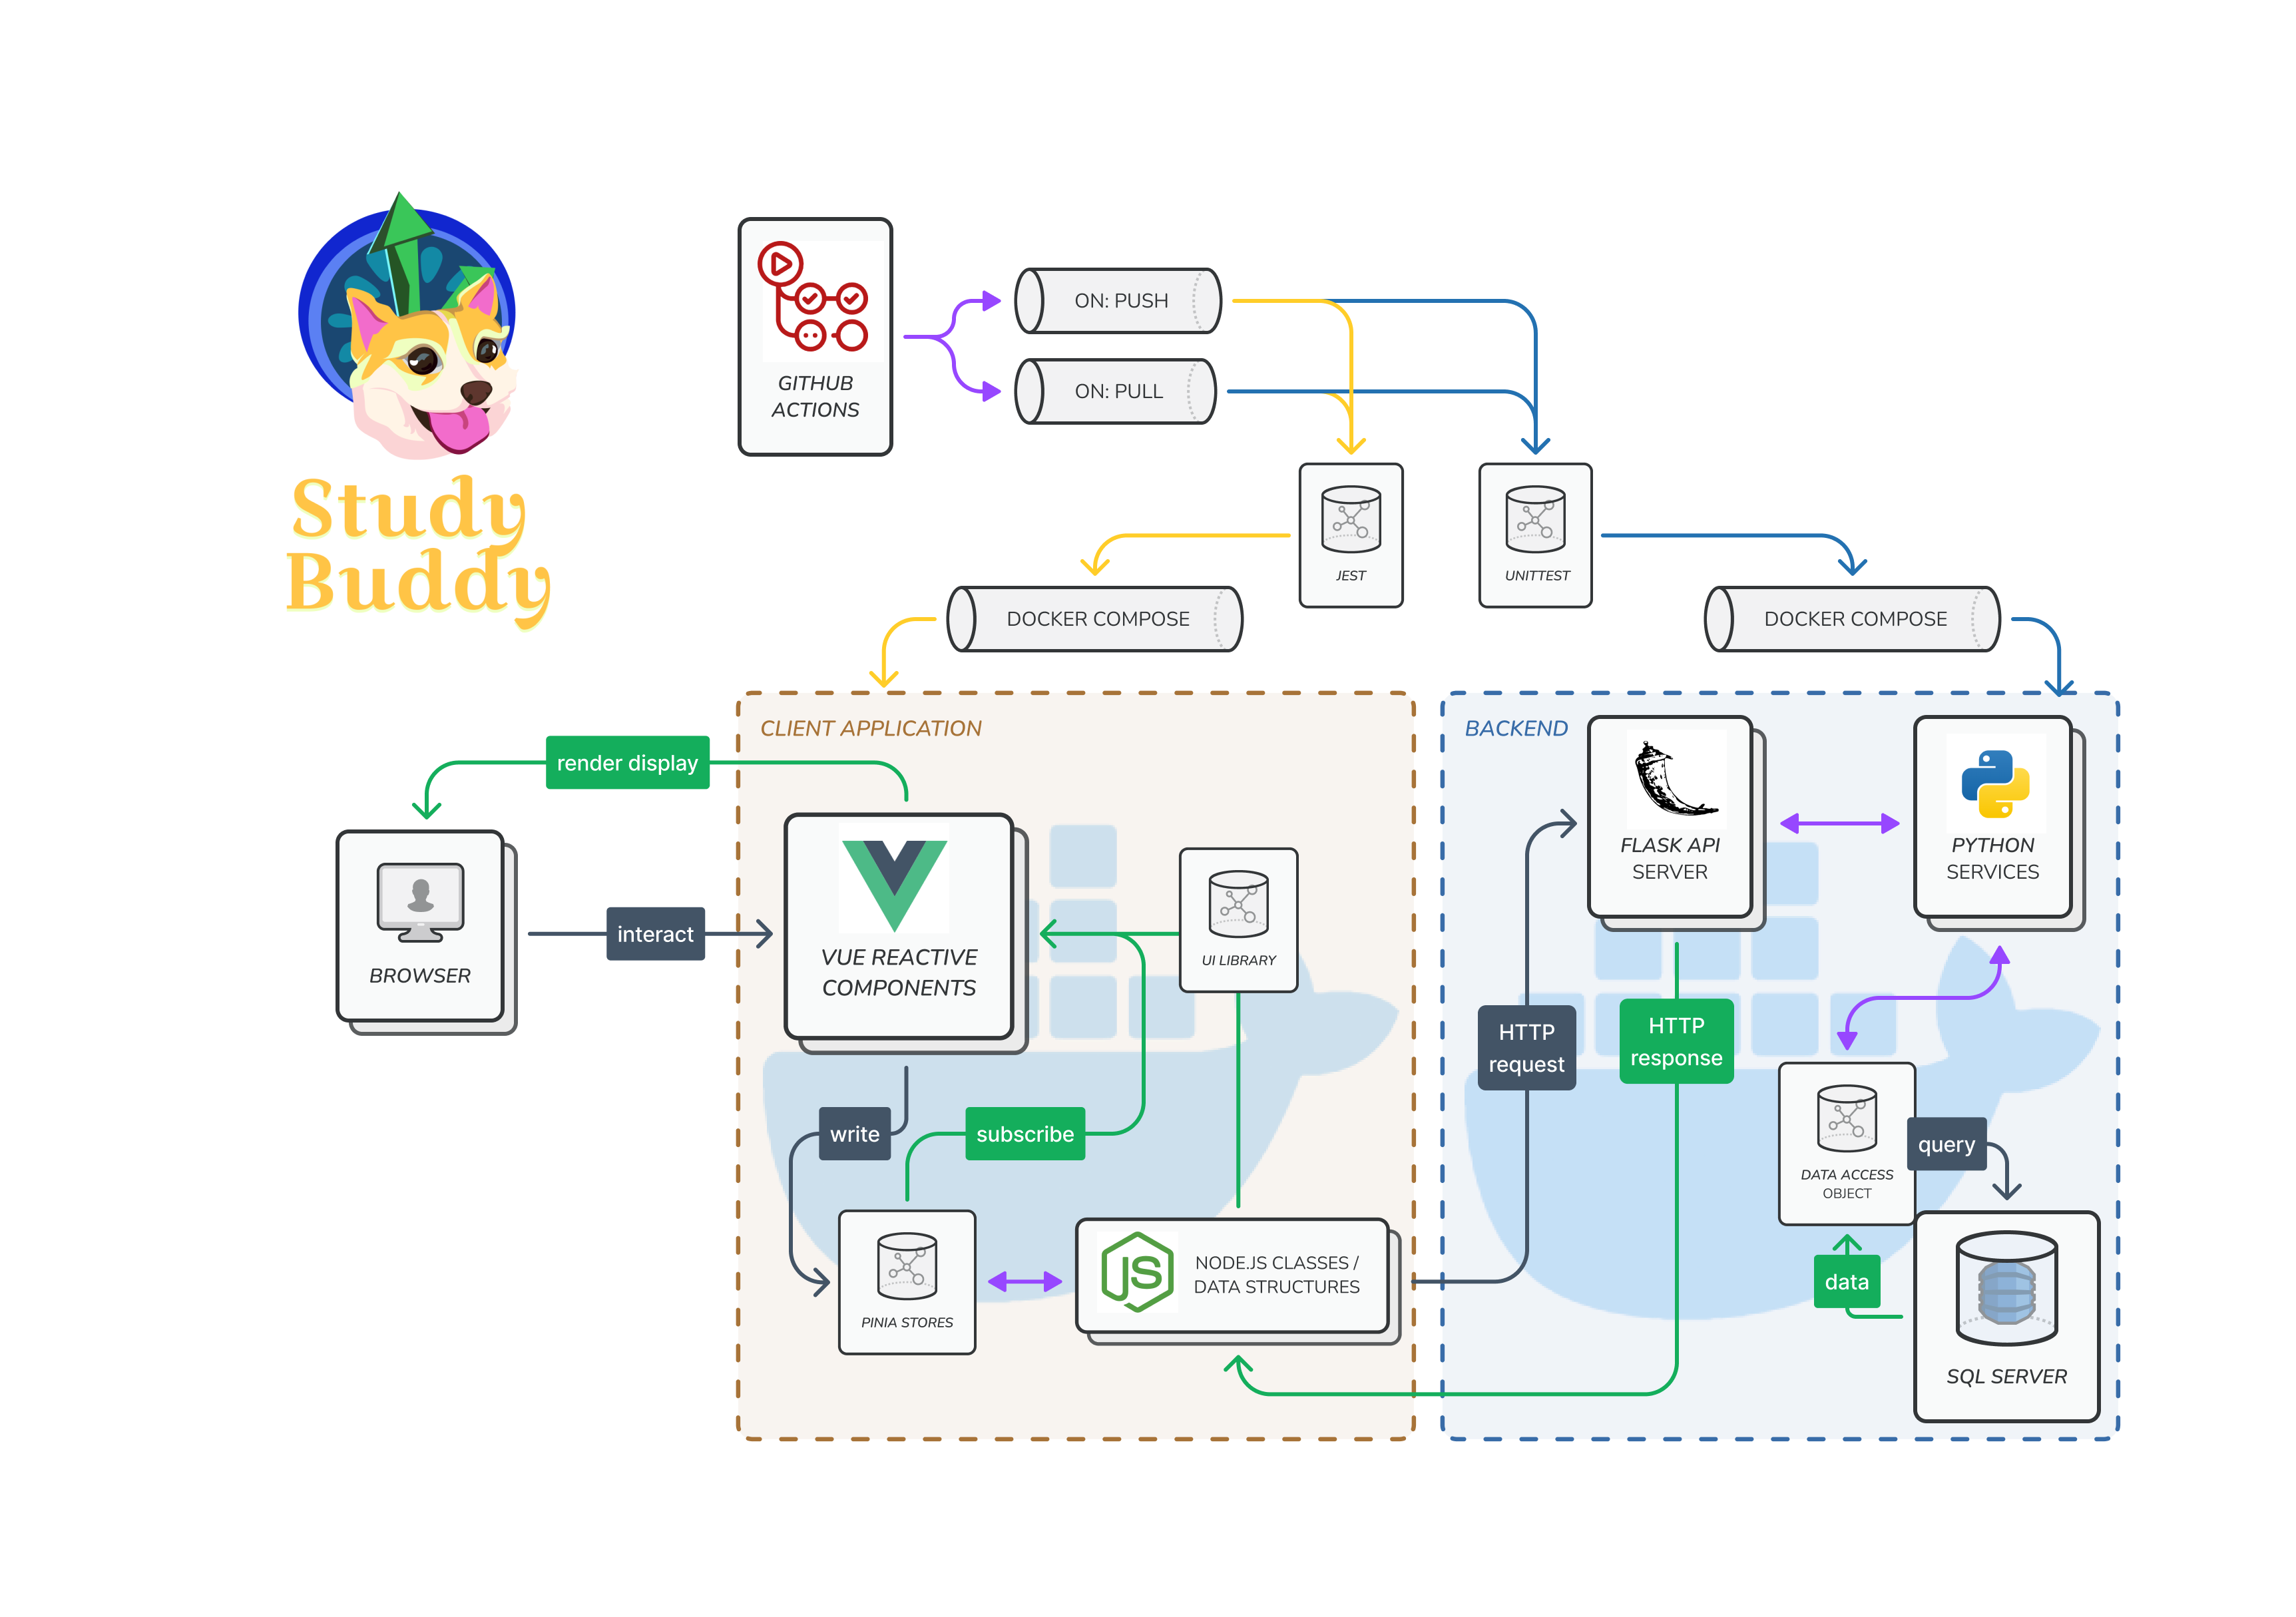 Study
Buddy
GITHUB
ACTIONS
ON: PUSH
ON: PULL
JEST
UNITTEST
DOCKER COMPOSE
DOCKER COMPOSE
CLIENT APPLICATION
render display
BROWSER
interact
VUE REACTIVE
COMPONENTS
UI LIBRARY
write
subscribe
PINIA STORES
JS
NODE.JS CLASSES /
DATA STRUCTURES
BACKEND
FLASK API
SERVER
PYTHON
SERVICES
HTTP
request
HTTP
response
DATA ACCESS
OBJECT
query
data
SQL SERVER